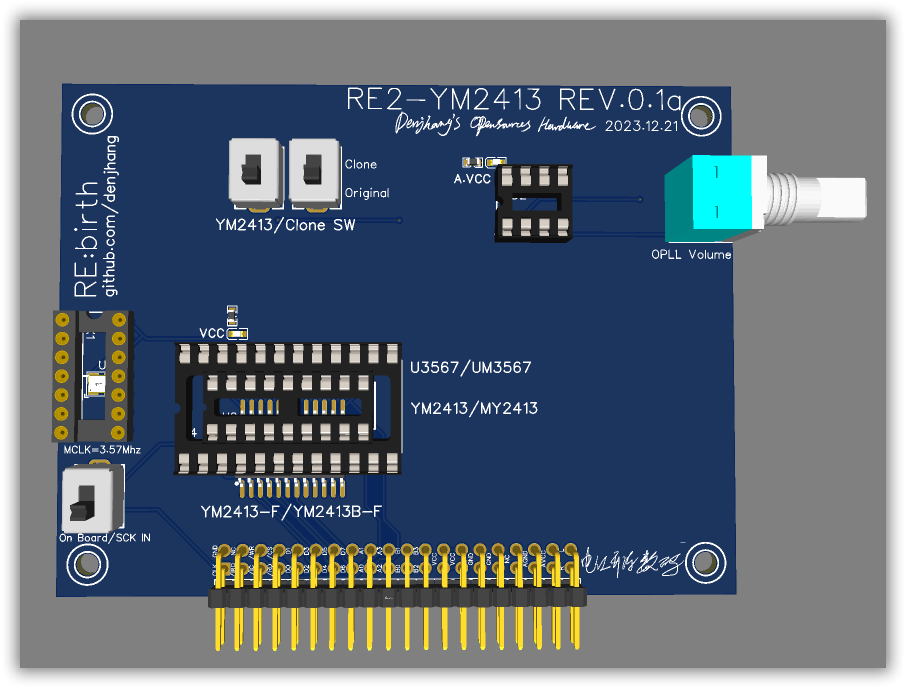 RE2-YM2413 REV.0.1a
Denjhang's Opensources Hardware 2023.12.21
Clone
Original
YM2413/Clone SW
A.VCC
OPLL Volume
RE:birth
github.com/denjhang
VCC
U3567/UM3567
YM2413/MY2413
MCLK=3.57Mhz
YM2413-F/YM2413B-F
On Board/SCK IN